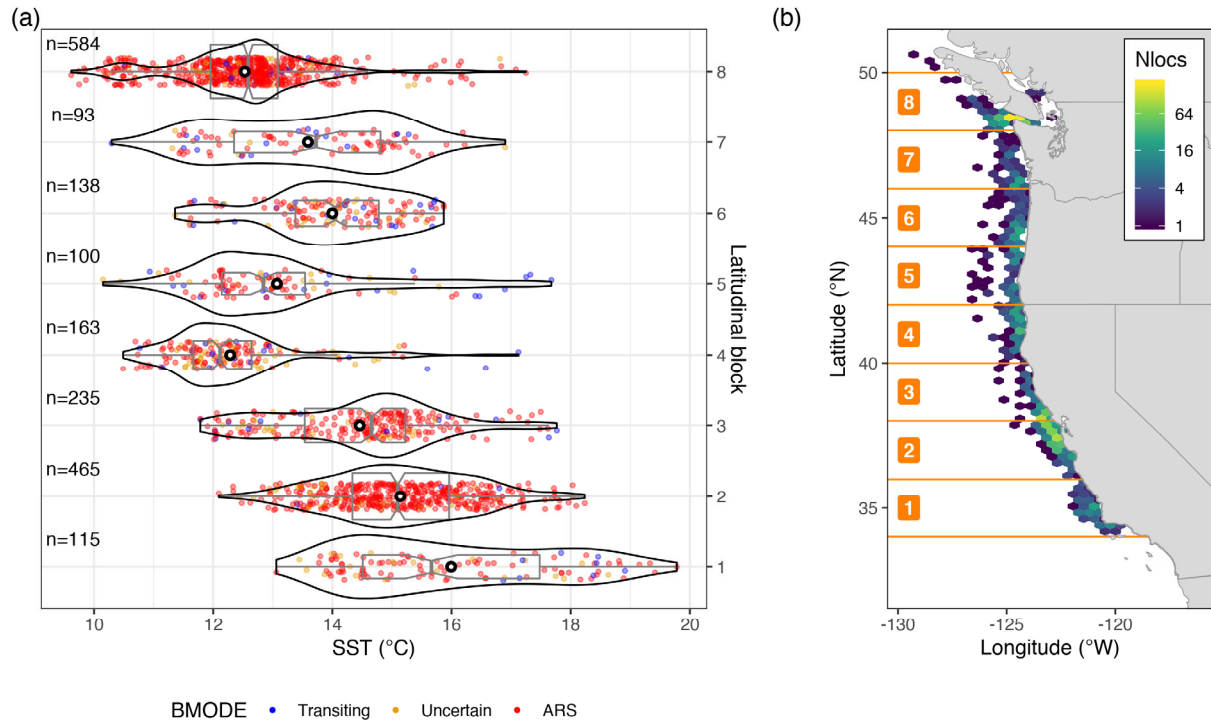 (a)
n=584
n=93
n=138
n=100
n=163
n=235
n=465
n=115
8
7
6
5
4
3
2
1
Latitudinal block
10 12 14 16 18 20
SST (°C)
BMODE Transiting Uncertain ARS
(b)
Nlocs
64
16
4
1
50
45
40
35
Latitude (°N)
8
7
6
5
4
3
2
1
-130 -125 -120
Longitude (°W)